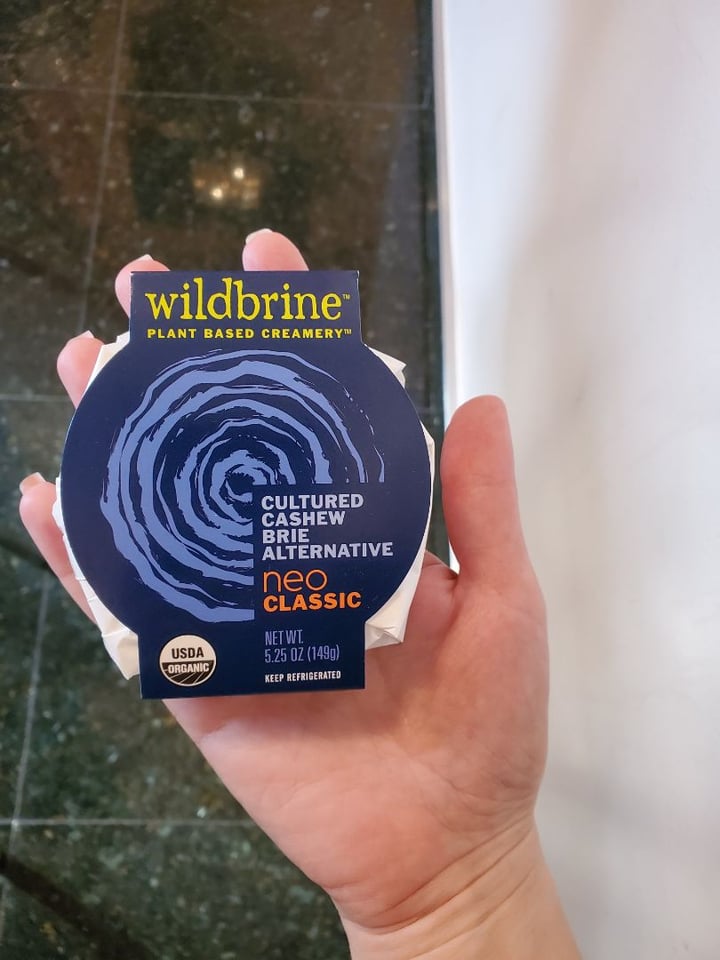 wildbrine™
PLANT BASED CREAMERY™
CULTURED
CASHEW
BRIE
ALTERNATIVE
neo
CLASSIC
NET WT.
5.25 OZ (149g)
KEEP REFRIGERATED
USDA
ORGANIC